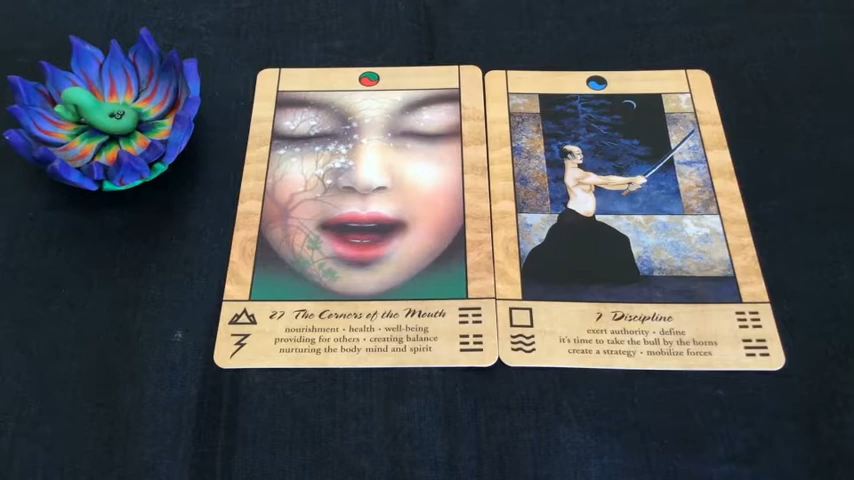 27 The Corners of the Mouth
nourishment • health • well-being
providing for others • creating balance
nurturing the body mind and spirit
7 Discipline
exert authority • define
it's time to take the bull by the horns
create a strategy • mobilize forces